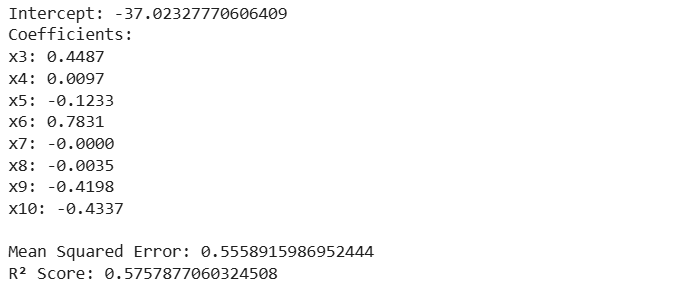 Intercept: -37.02327770606409
Coefficients:
x3: 0.4487
x4: 0.0097
x5: -0.1233
x6: 0.7831
x7: -0.0000
x8: -0.0035
x9: -0.4198
x10: -0.4337
Mean Squared Error: 0.5558915986952444
R² Score: 0.5757877060324508